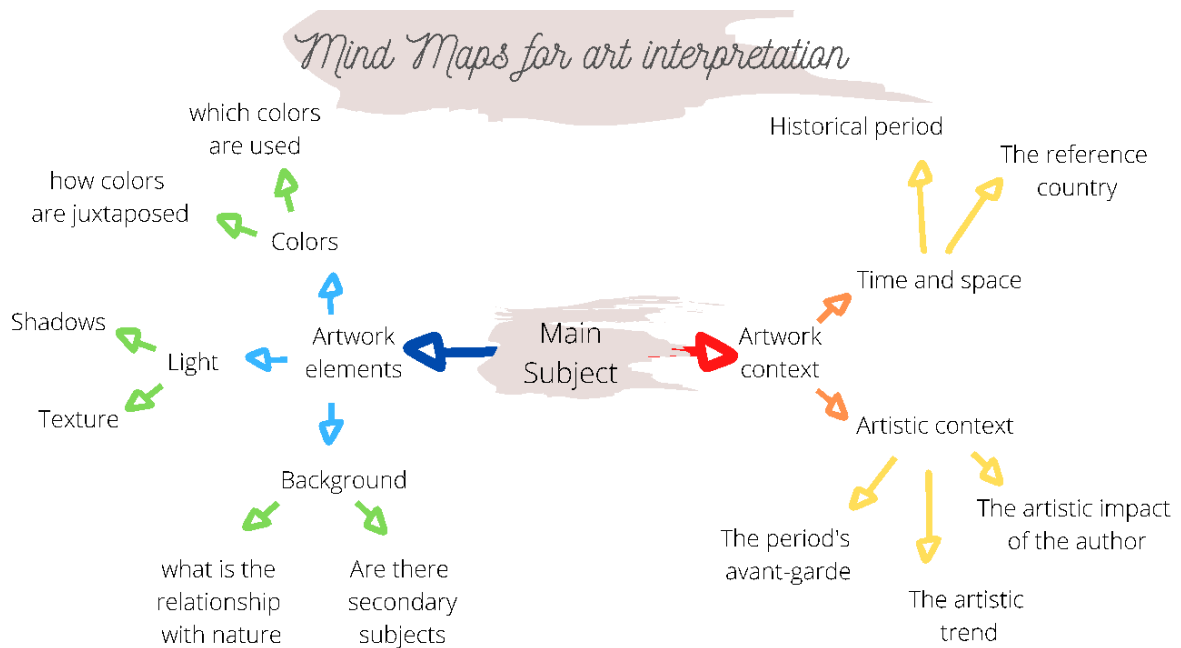 Mind Maps for art interpretation
which colors
are used
how colors
are juxtaposed
Colors
Shadows
Light
Texture
Artwork
elements
Background
what is the
relationship
with nature
Are there
secondary
subjects
Main
Subject
Artwork
context
Historical period
The reference
country
Time and space
Artistic context
The period's
avant-garde
The artistic
trend
The artistic impact
of the author